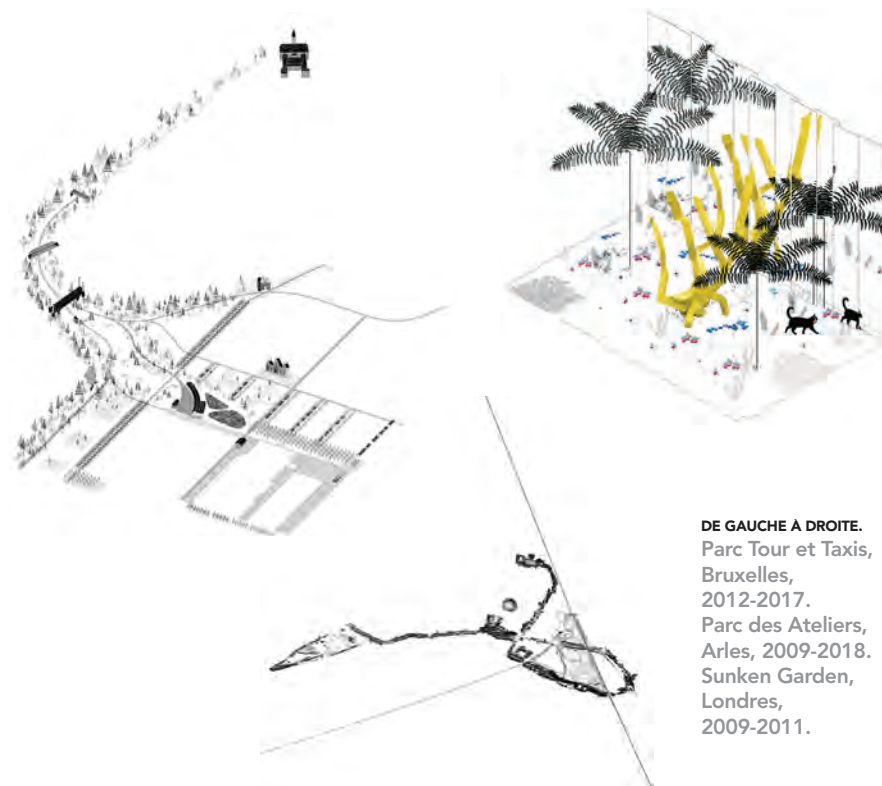 DE GAUCHE À DROITE.
Parc Tour et Taxis,
Bruxelles,
2012-2017.
Parc des Ateliers,
Arles, 2009-2018.
Sunken Garden,
Londres,
2009-2011.